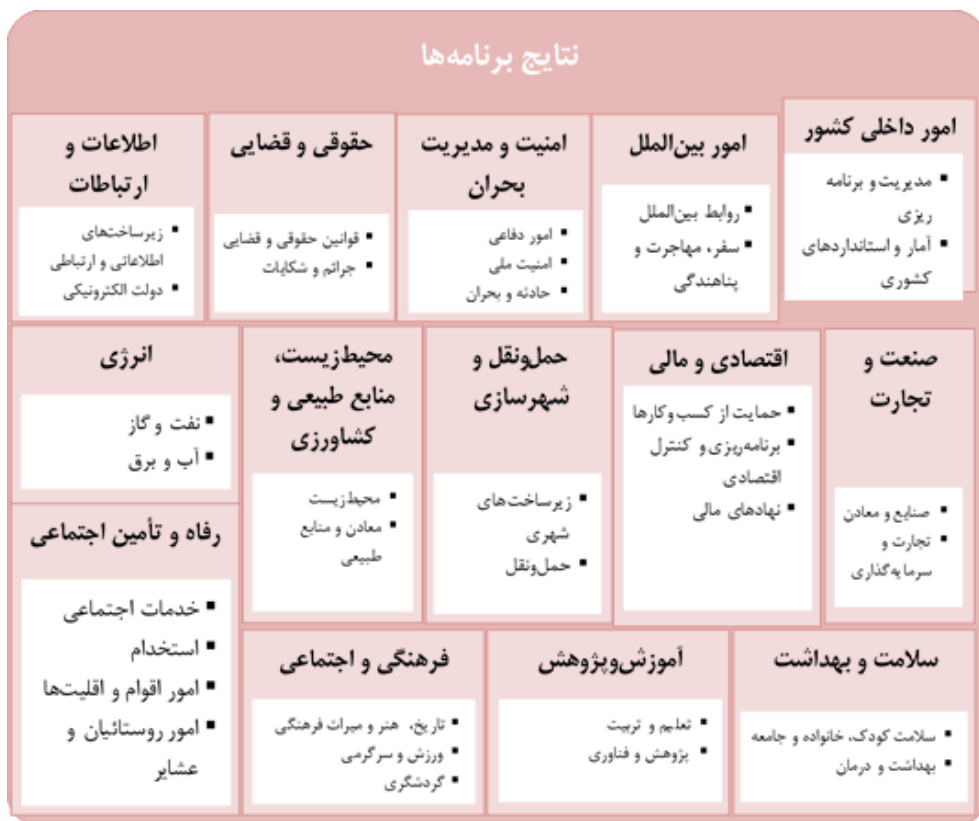 نتایج برنامه‌ها
امور داخلی کشور
▪ مدیریت و برنامه
ریزی
▪ آمار و استانداردهای
کشوری
امور بین‌الملل
▪ روابط بین‌الملل
▪ سفر، مهاجرت و
پناهندگی
امنیت و مدیریت
بحران
▪ امور دفاعی
▪ امنیت ملی
▪ حادثه و بحران
حقوقی و قضایی
▪ قوانین حقوقی و قضایی
▪ جرائم و شکایات
اطلاعات و
ارتباطات
▪ زیرساخت‌های
اطلاعاتی و ارتباطی
▪ دولت الکترونیکی
صنعت و
تجارت
▪ صنایع و معادن
▪ تجارت و
سرمایه‌گذاری
اقتصادی و مالی
▪ حمایت از کسب‌وکارها
▪ برنامه‌ریزی و کنترل
اقتصادی
▪ نهادهای مالی
حمل‌ونقل و
شهرسازی
▪ زیرساخت‌های
شهری
▪ حمل‌ونقل
محیط‌زیست،
منابع طبیعی و
کشاورزی
▪ محیط‌زیست
▪ معادن و منابع
طبیعی
انرژی
▪ نفت و گاز
▪ آب و برق
رفاه و تأمین اجتماعی
▪ خدمات اجتماعی
▪ استخدام
▪ امور اقوام و اقلیت‌ها
▪ امور روستائیان و
عشایر
سلامت و بهداشت
▪ سلامت کودک، خانواده و جامعه
▪ بهداشت و درمان
آموزش‌وپژوهش
▪ تعلیم و تربیت
▪ پژوهش و فناوری
فرهنگی و اجتماعی
▪ تاریخ، هنر و میراث فرهنگی
▪ ورزش و سرگرمی
▪ گردشگری